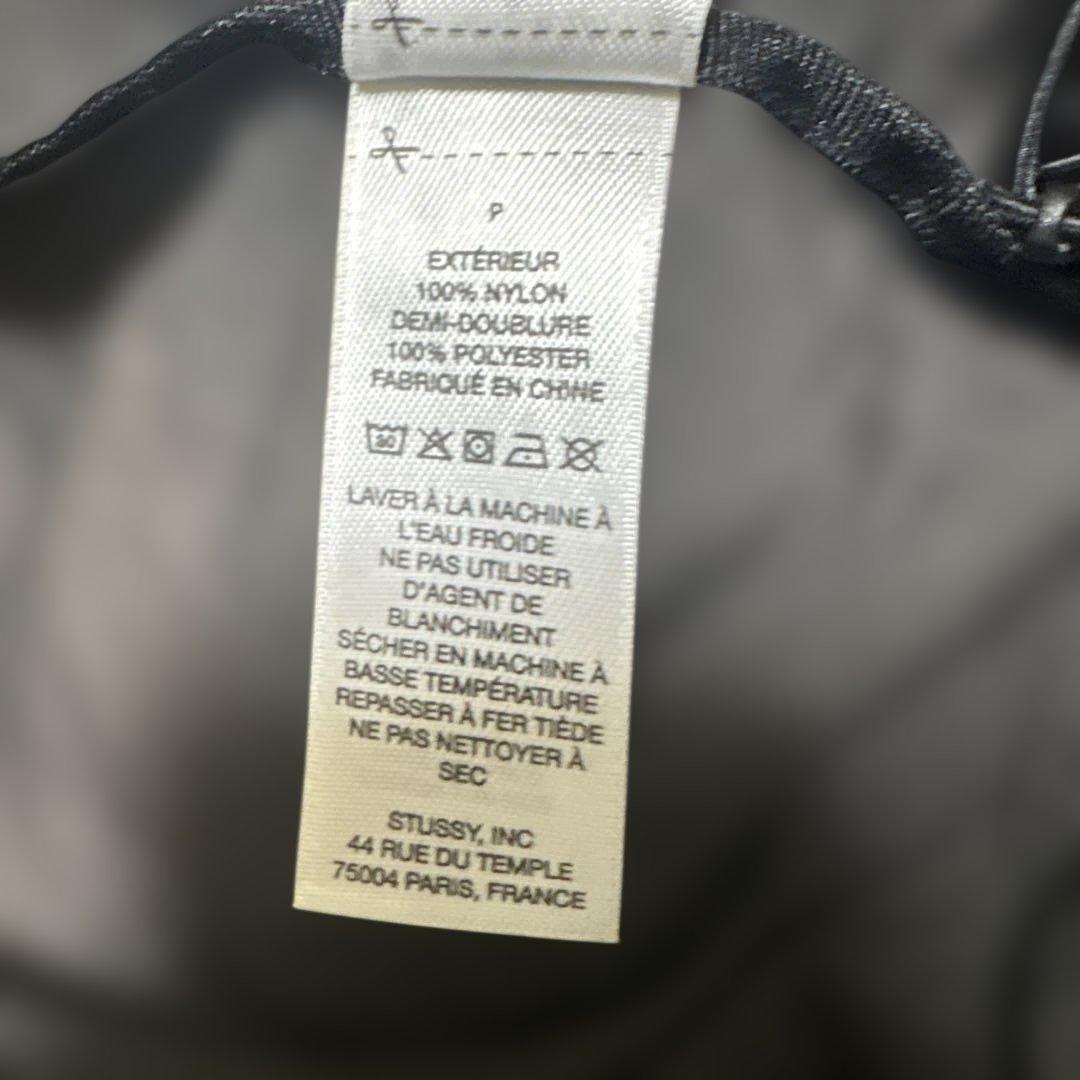 P
EXTÉRIEUR
100% NYLON
DEMI-DOUBLURE
100% POLYESTER
FABRIQUÉ EN CHINE
30
LAVER À LA MACHINE À
L'EAU FROIDE
NE PAS UTILISER
D'AGENT DE
BLANCHIMENT
SÉCHER EN MACHINE À
BASSE TEMPÉRATURE
REPASSER À FER TIÈDE
NE PAS NETTOYER À
SEC
STUSSY, INC
44 RUE DU TEMPLE
75004 PARIS, FRANCE